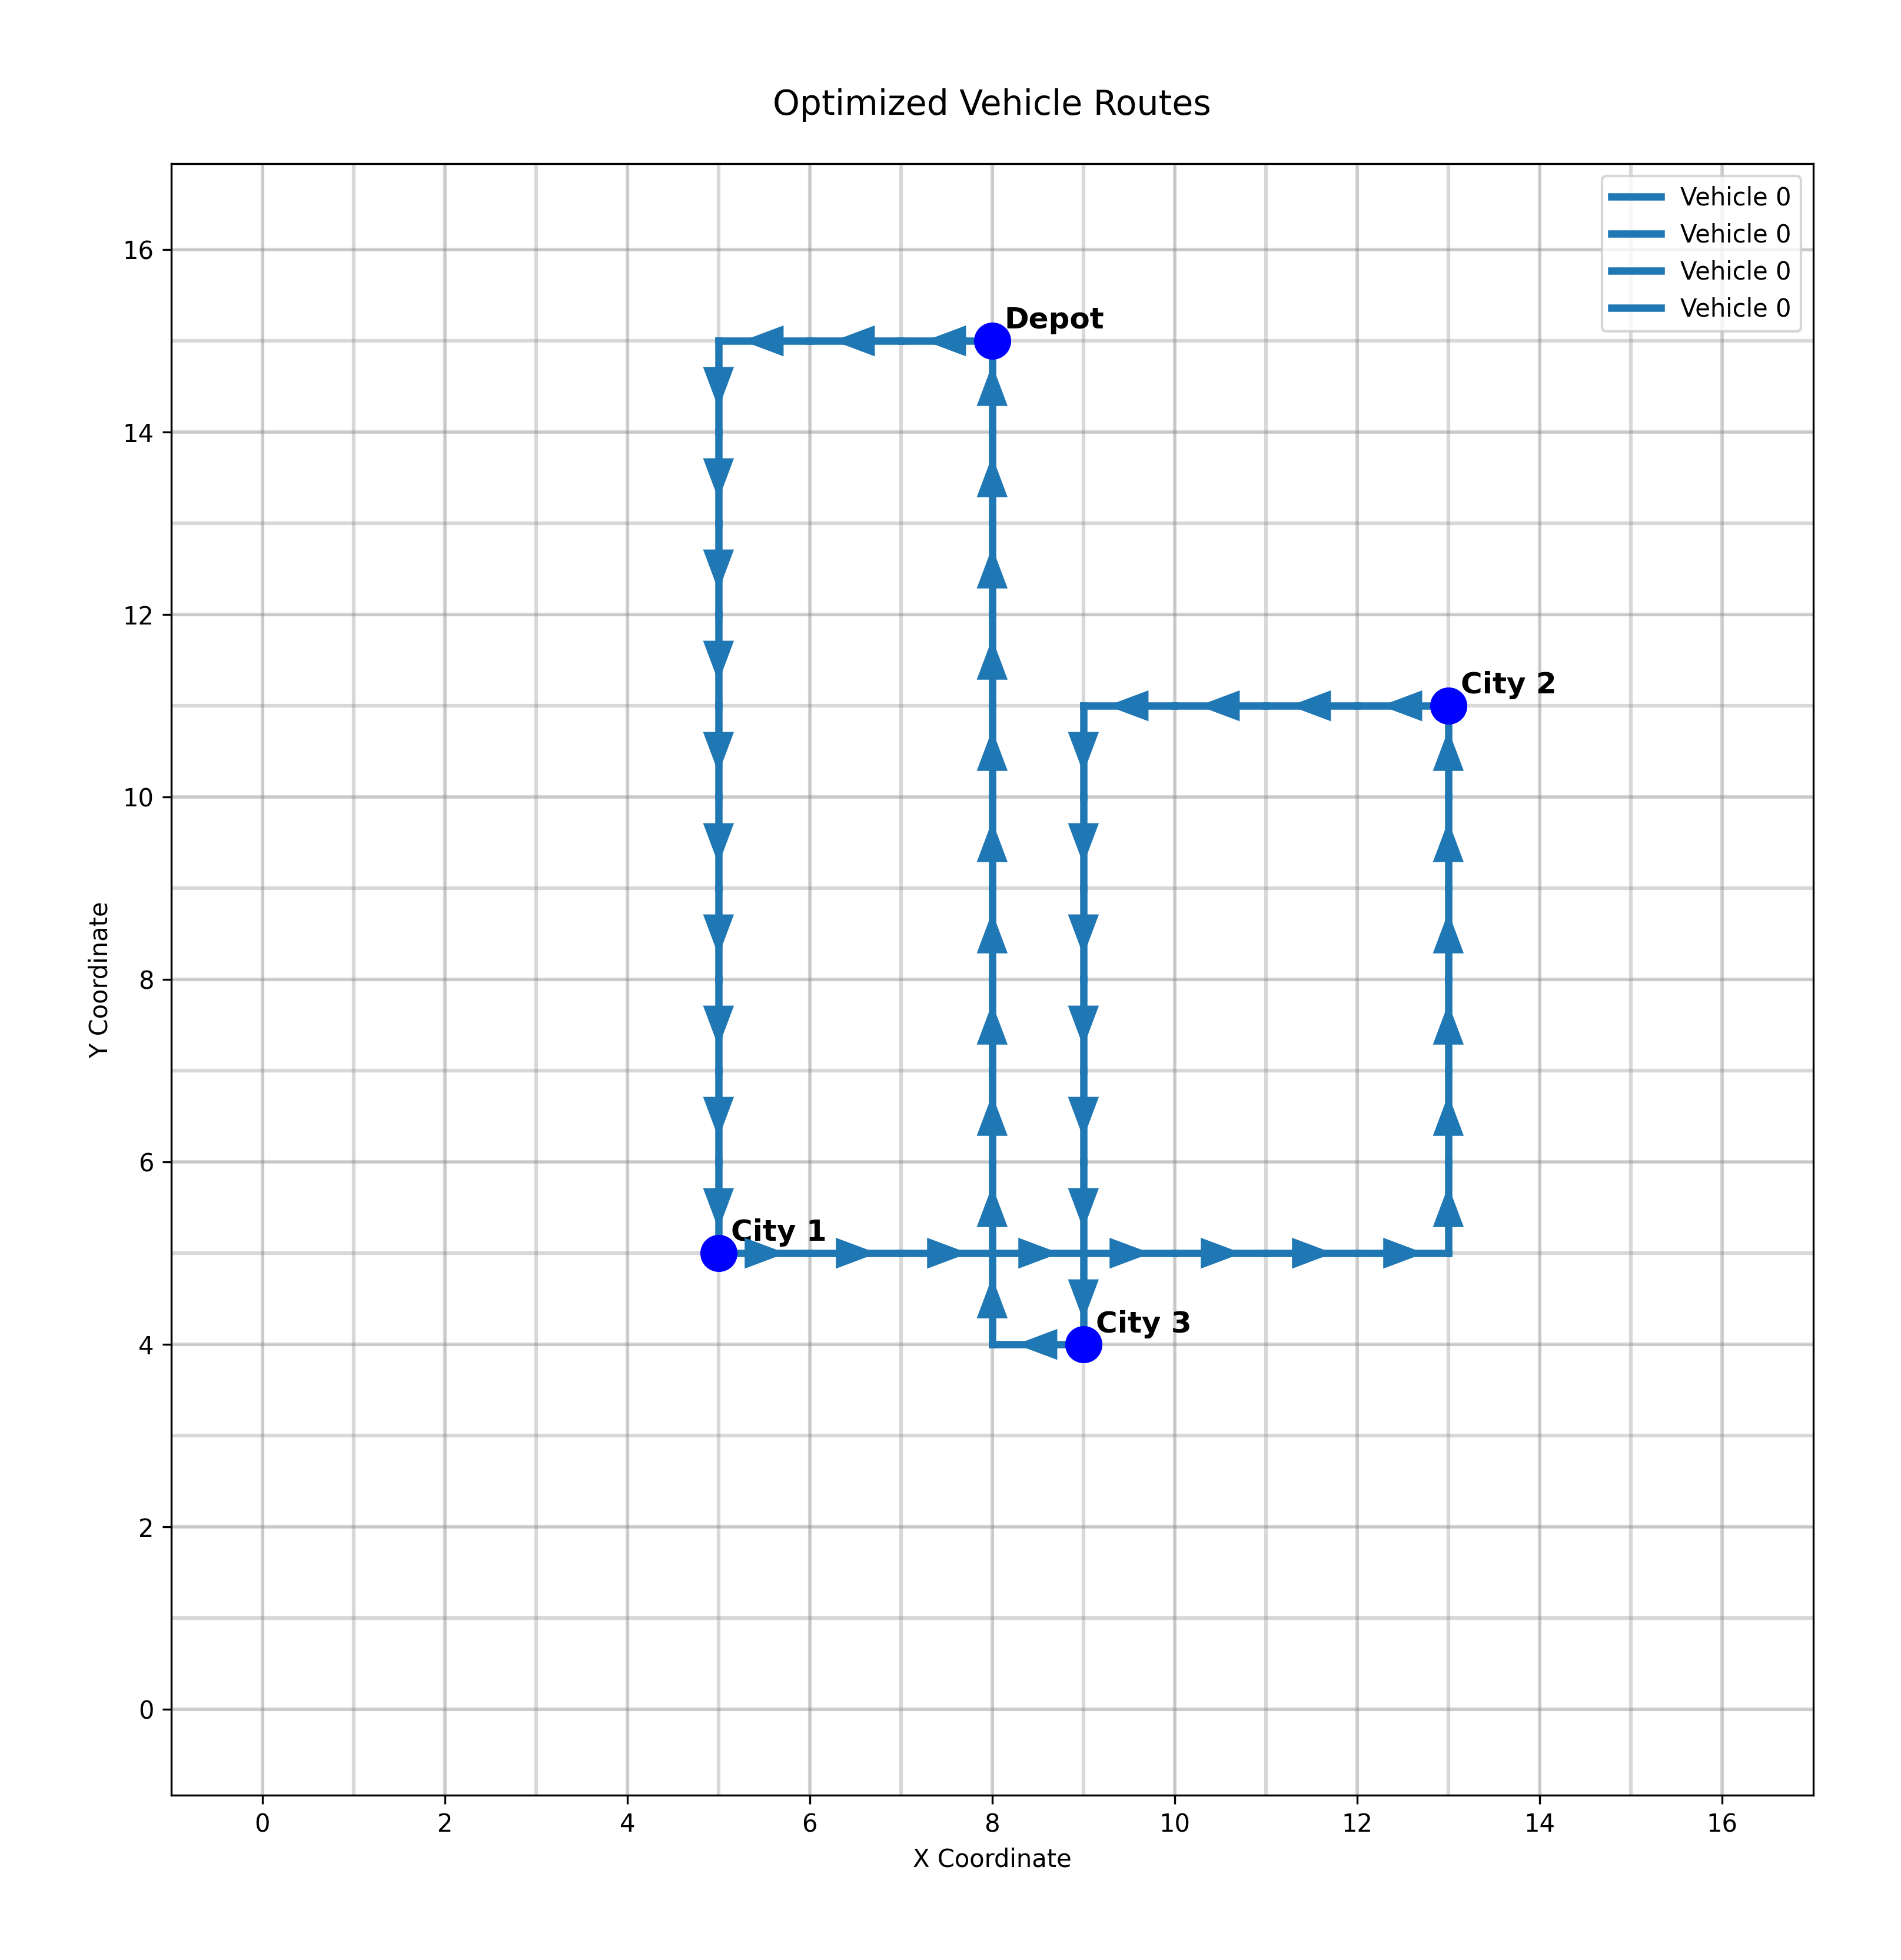 Optimized Vehicle Routes
Vehicle 0
Vehicle 0
Vehicle 0
Vehicle 0
16
14
12
10
8
6
4
2
0
Y Coordinate
Depot
City 2
City 1
City 3
0 2 4 6 8 10 12 14 16
X Coordinate